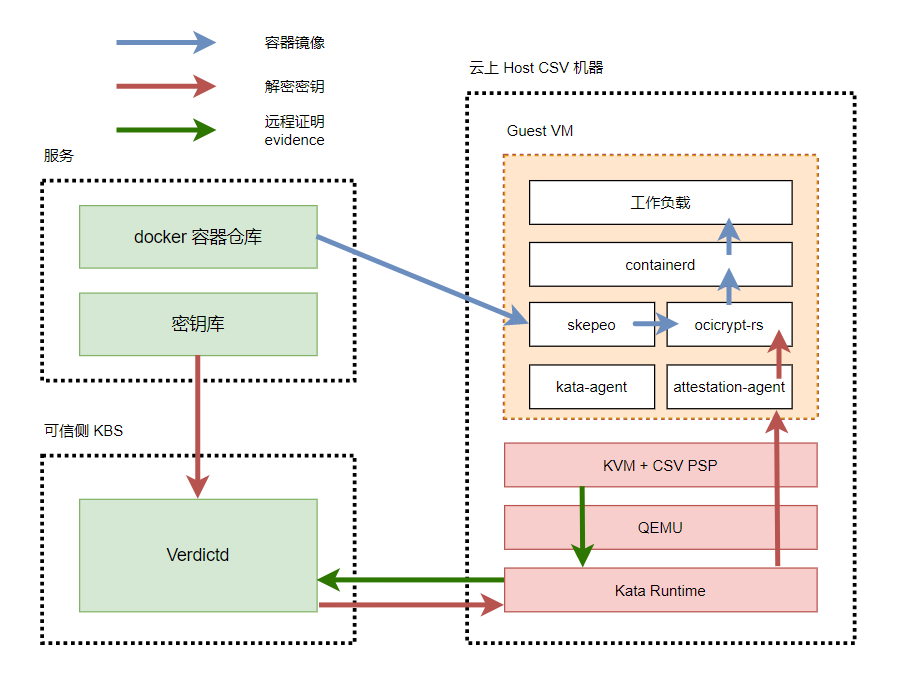 容器镜像
解密密钥
远程证明
evidence
服务
docker 容器仓库
密钥库
可信侧 KBS
Verdictd
云上 Host CSV 机器
Guest VM
工作负载
containerd
skepeo
ocicrypt-rs
kata-agent
attestation-agent
KVM + CSV PSP
QEMU
Kata Runtime